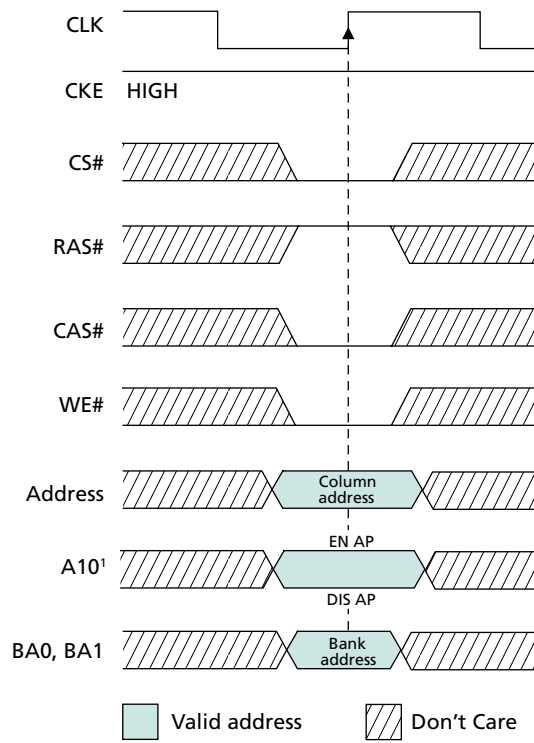 CLK
CKE HIGH
CS#
RAS#
CAS#
WE#
Address
Column
address
EN AP
A10¹
DIS AP
BA0, BA1
Bank
address
Valid address
Don't Care